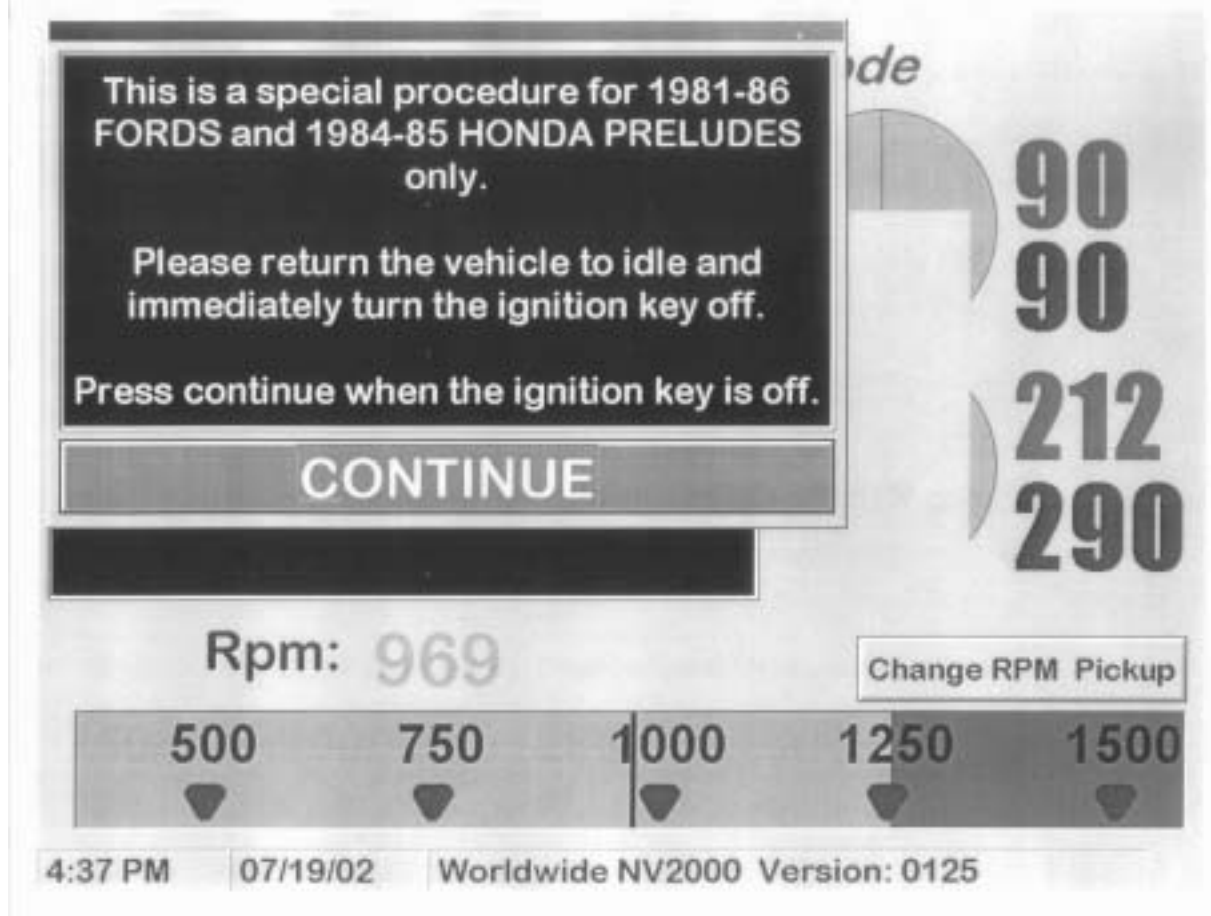 This is a special procedure for 1981-86
FORDS and 1984-85 HONDA PRELUDES
only.
Please return the vehicle to idle and
immediately turn the ignition key off.
Press continue when the ignition key is off.
CONTINUE
ode
90
90
212
290
Rpm: 969
Change RPM Pickup
500 750 1000 1250 1500
4:37 PM 07/19/02 Worldwide NV2000 Version: 0125